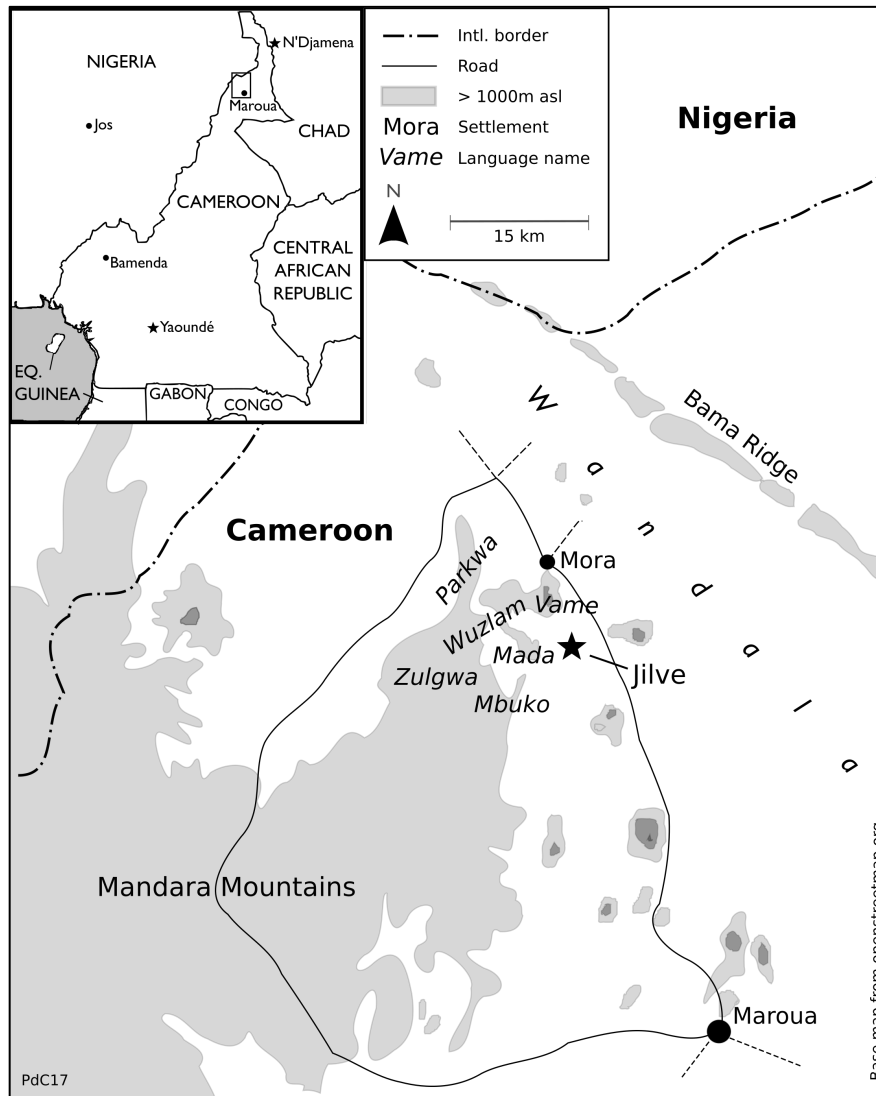 NIGERIA
N'Djamena
Maroua
Jos
CHAD
CAMEROON
CENTRAL
AFRICAN
REPUBLIC
Bamenda
Yaoundé
EQ.
GUINEA
GABON
CONGO
Intl. border
Road
> 1000m asl
Mora Settlement
Vame Language name
N
15 km
Nigeria
Bama Ridge
Wandala
Cameroon
Parkwa
Mora
Wuzlam
Vame
Mada
Jilve
Zulgwa
Mbuko
Mandara Mountains
Maroua
PdC17
Base map from openstreetmap.org